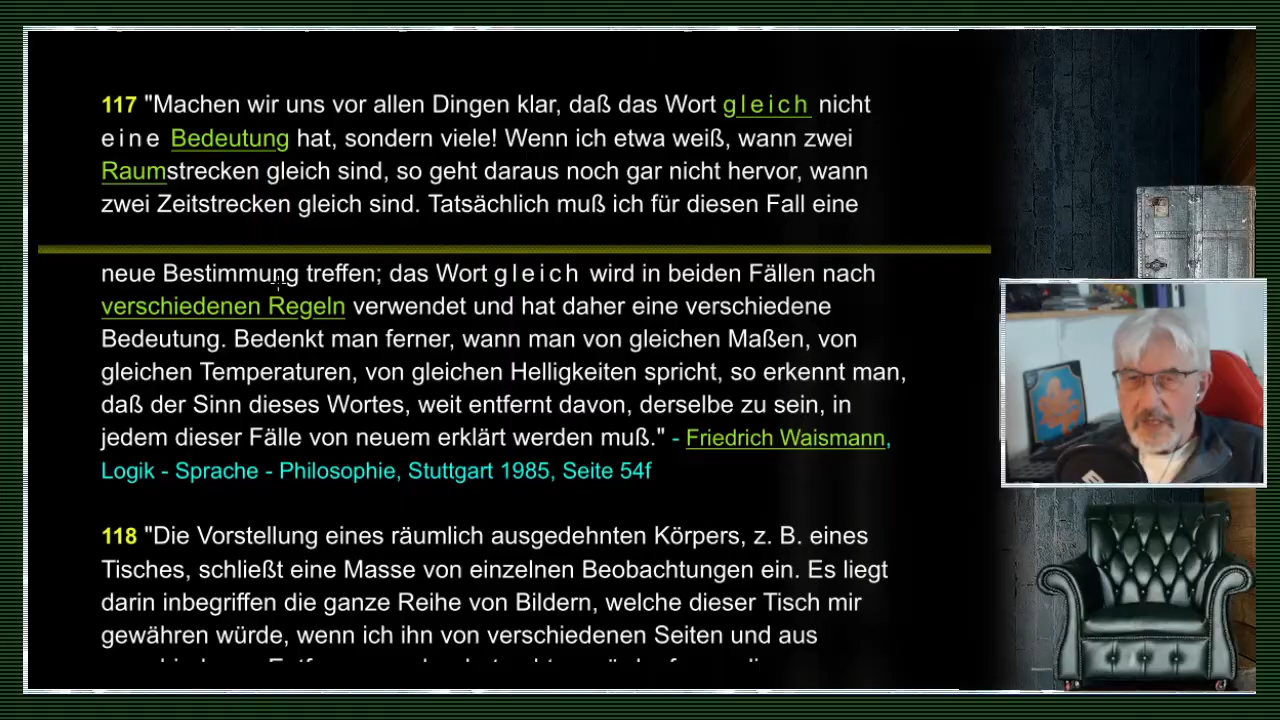 117 "Machen wir uns vor allen Dingen klar, daß das Wort gleich nicht
eine Bedeutung hat, sondern viele! Wenn ich etwa weiß, wann zwei
Raumstrecken gleich sind, so geht daraus noch gar nicht hervor, wann
zwei Zeitstrecken gleich sind. Tatsächlich muß ich für diesen Fall eine
neue Bestimmung treffen; das Wort gleich wird in beiden Fällen nach
verschiedenen Regeln verwendet und hat daher eine verschiedene
Bedeutung. Bedenkt man ferner, wann man von gleichen Maßen, von
gleichen Temperaturen, von gleichen Helligkeiten spricht, so erkennt man,
daß der Sinn dieses Wortes, weit entfernt davon, derselbe zu sein, in
jedem dieser Fälle von neuem erklärt werden muß." - Friedrich Waismann,
Logik - Sprache - Philosophie, Stuttgart 1985, Seite 54f
118 "Die Vorstellung eines räumlich ausgedehnten Körpers, z. B. eines
Tisches, schließt eine Masse von einzelnen Beobachtungen ein. Es liegt
darin inbegriffen die ganze Reihe von Bildern, welche dieser Tisch mir
gewähren würde, wenn ich ihn von verschiedenen Seiten und aus